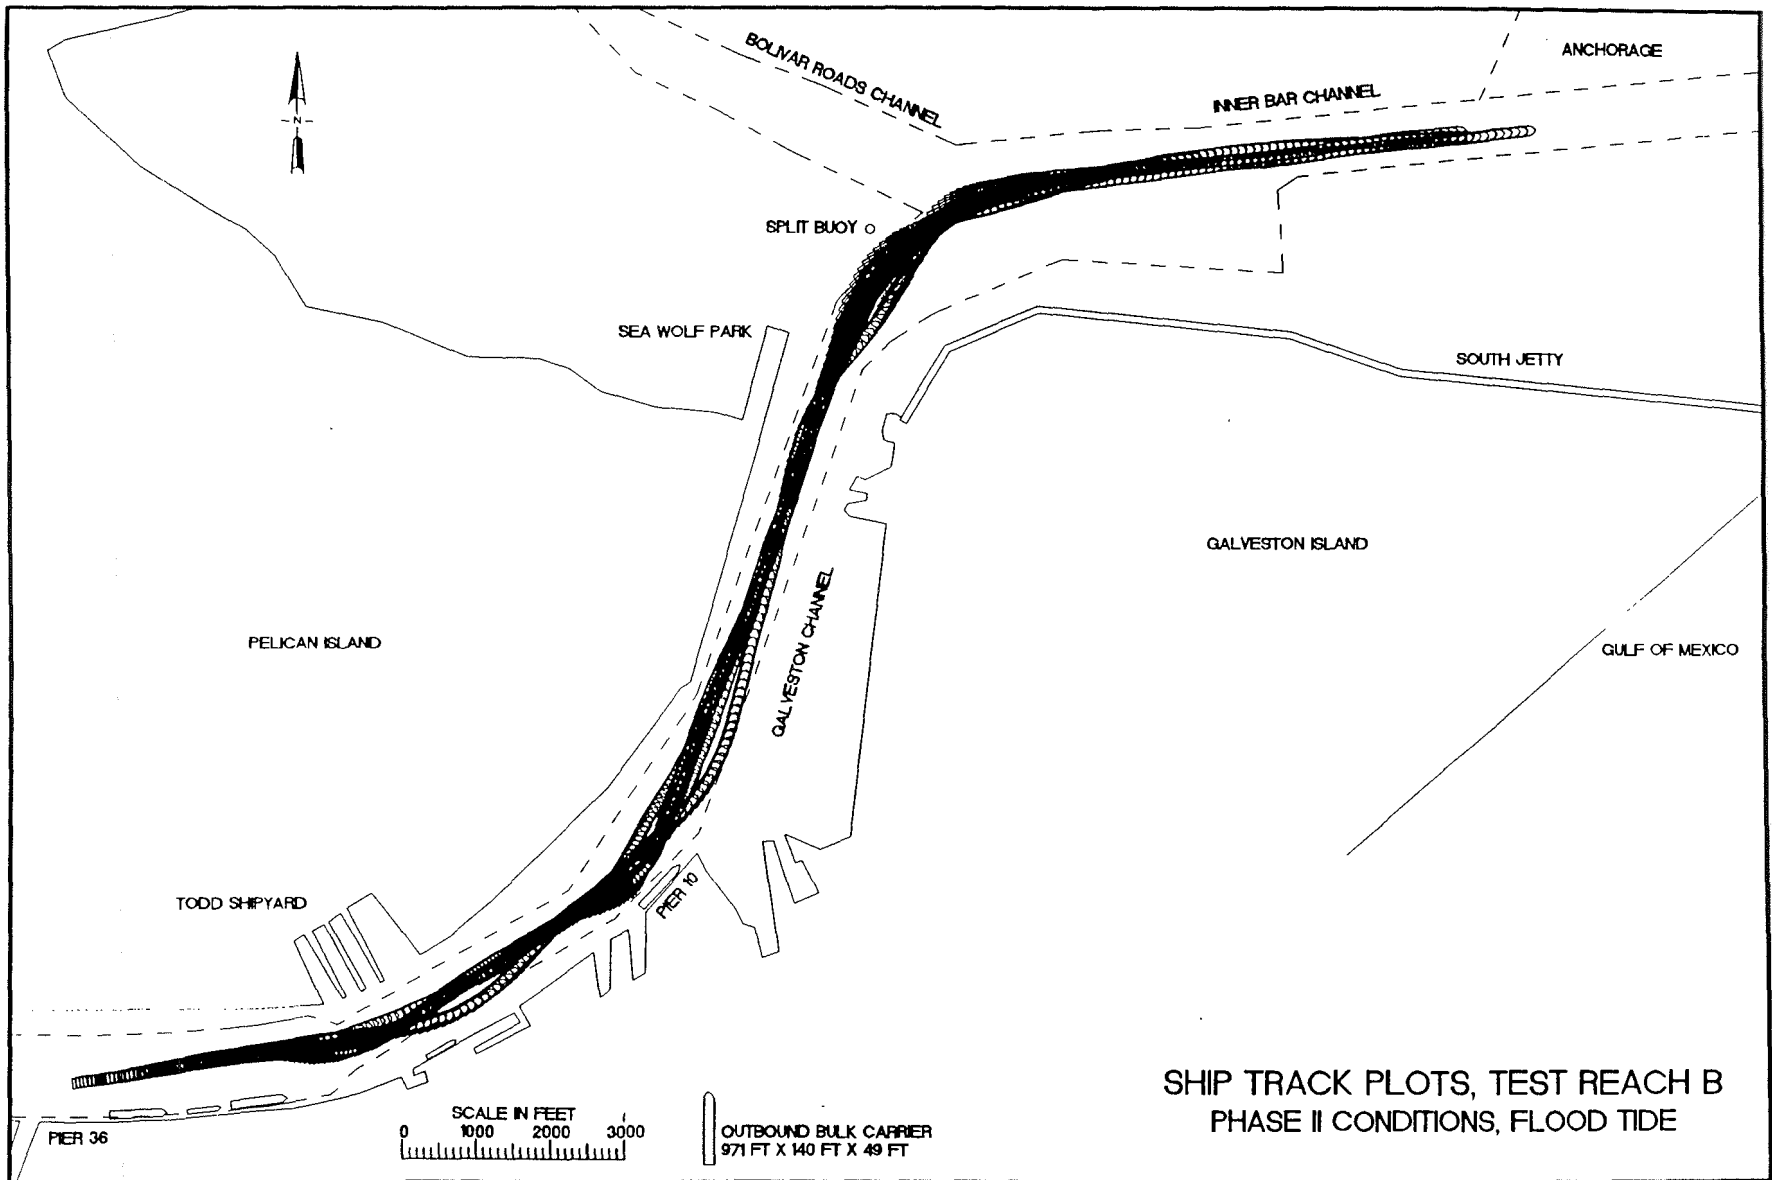 ANCHORAGE
BOLIVAR ROADS CHANNEL
INNER BAR CHANNEL
N
SPLIT BUOY
SEA WOLF PARK
SOUTH JETTY
GALVESTON ISLAND
GALVESTON CHANNEL
PELICAN ISLAND
GULF OF MEXICO
TODD SHIPYARD
PIER 10
PIER 36
SCALE IN FEET
0 1000 2000 3000
OUTBOUND BULK CARRIER
971 FT X 140 FT X 49 FT
SHIP TRACK PLOTS, TEST REACH B
PHASE II CONDITIONS, FLOOD TIDE